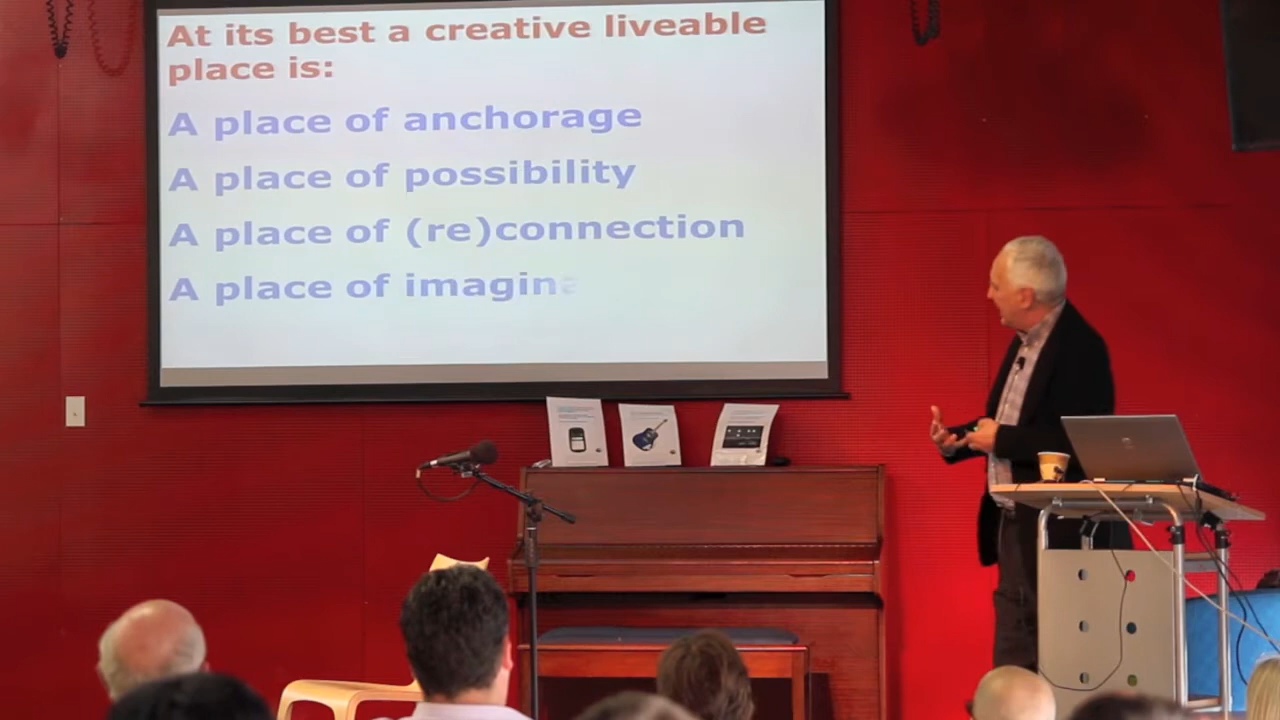 At its best a creative liveable
place is:
A place of anchorage
A place of possibility
A place of (re)connection
A place of imagina